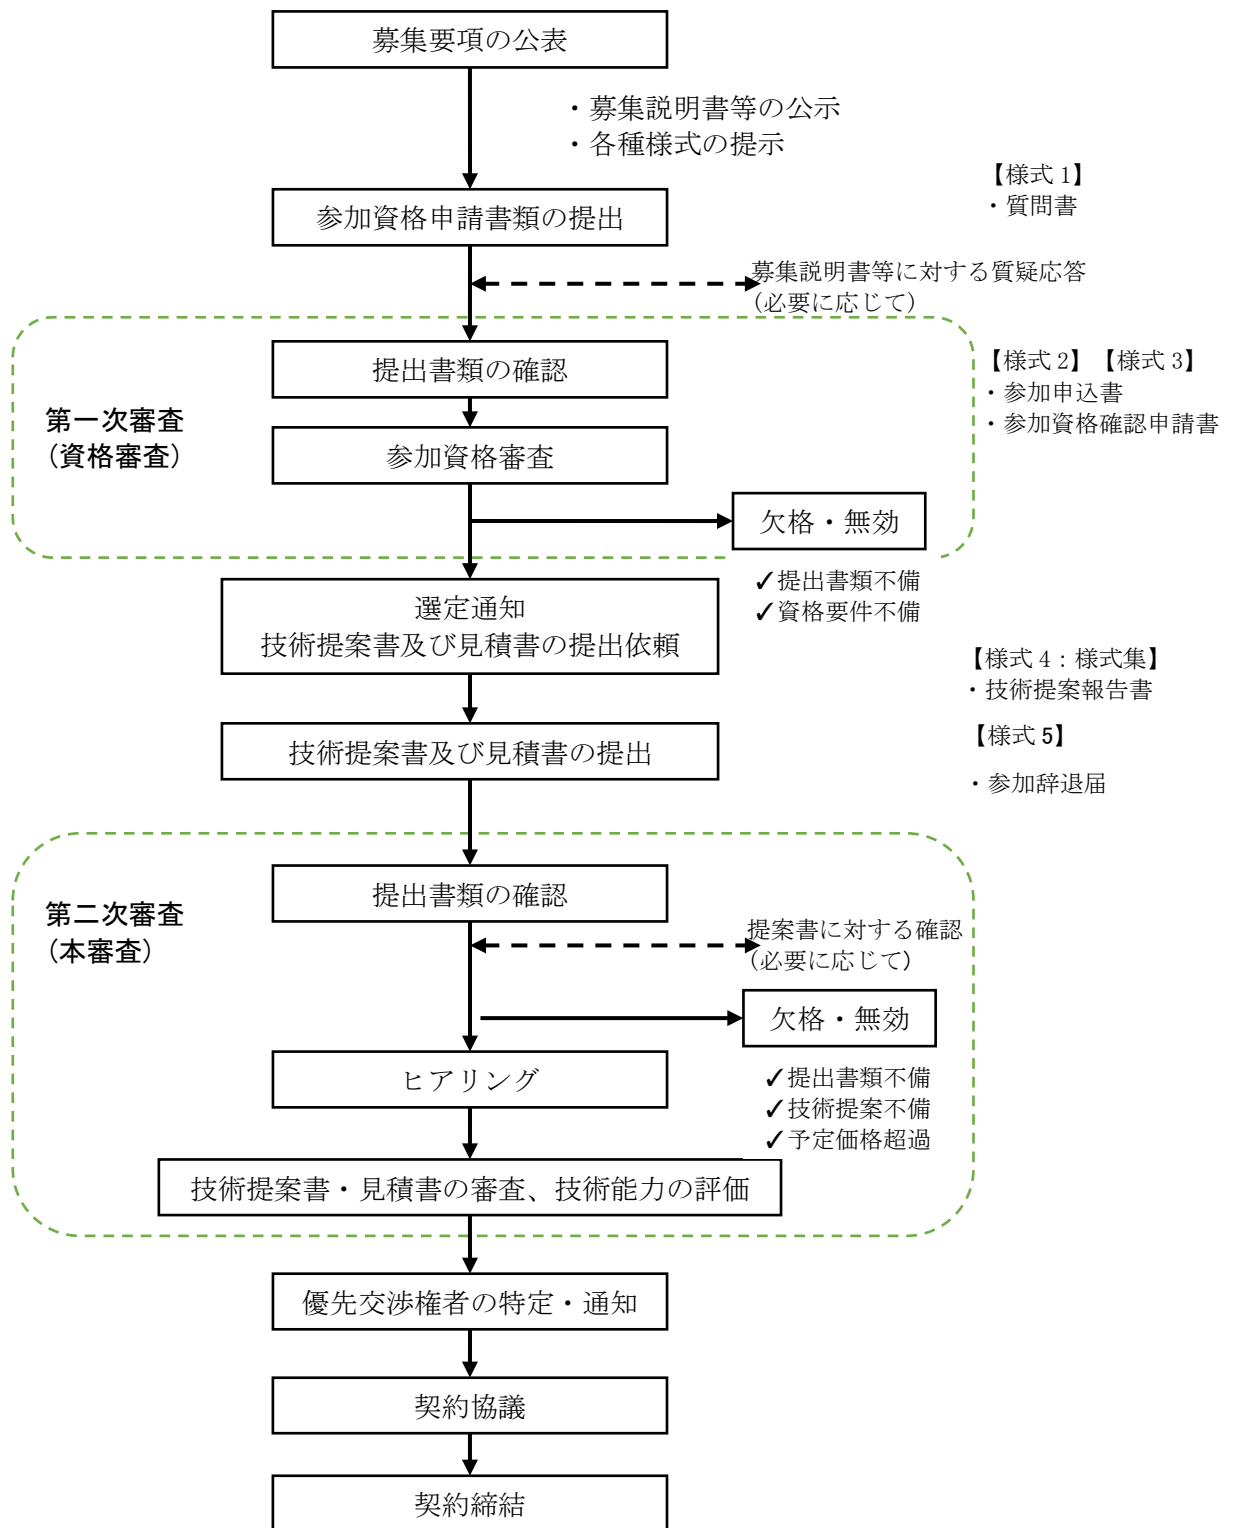 募集要項の公表
・募集説明書等の公示
・各種様式の提示
【様式 1】
・質問書
参加資格申請書類の提出
募集説明書等に対する質疑応答
(必要に応じて)
提出書類の確認
【様式 2】【様式 3】
・参加申込書
・参加資格確認申請書
第一次審査
(資格審査)
参加資格審査
欠格・無効
✓提出書類不備
✓資格要件不備
選定通知
技術提案書及び見積書の提出依頼
【様式 4：様式集】
・技術提案報告書
技術提案書及び見積書の提出
【様式 5】
・参加辞退届
提出書類の確認
第二次審査
(本審査)
提案書に対する確認
(必要に応じて)
欠格・無効
ヒアリング
✓提出書類不備
✓技術提案不備
✓予定価格超過
技術提案書・見積書の審査、技術能力の評価
優先交渉権者の特定・通知
契約協議
契約締結